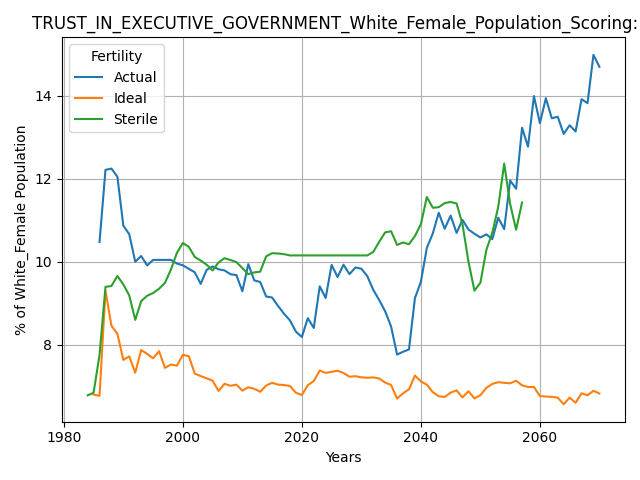 TRUST_IN_EXECUTIVE_GOVERNMENT_White_Female_Population_Scoring:
Fertility
Actual
Ideal
Sterile
% of White_Female Population
14
12
10
8
1980 2000 2020 2040 2060
Years